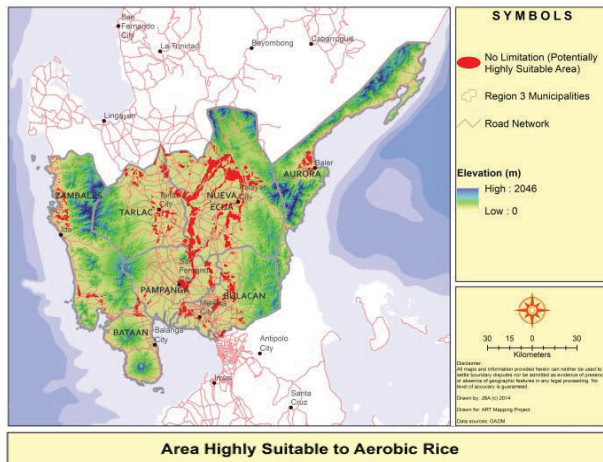 San
Fernando
City
La Trinidad
Bayombong
Cabarroguis
Lingayen
Baler
AURORA
ZAMBALES
NUEVA
ECIJA
Palayan
City
TARLAC
Tarlac
City
Iba
San
Fernando
City
PAMPANGA
Malolos
City
BULACAN
BATAAN
Balanga
City
Antipolo
City
Imus
Santa
Cruz
SYMBOLS
No Limitation (Potentially
Highly Suitable Area)
Region 3 Municipalities
Road Network
Elevation (m)
High : 2046
Low : 0
30 15 0 30
Kilometers
Disclaimer:
All maps and information provided herein can neither be used to
settle boundary disputes nor be admitted as evidence of presence
or absence of geographic features in any legal proceeding. No
level of accuracy is guaranteed.
Drawn by: JBA (c) 2014
Drawn for: ART Mapping Project
Data sources: GADM
Area Highly Suitable to Aerobic Rice